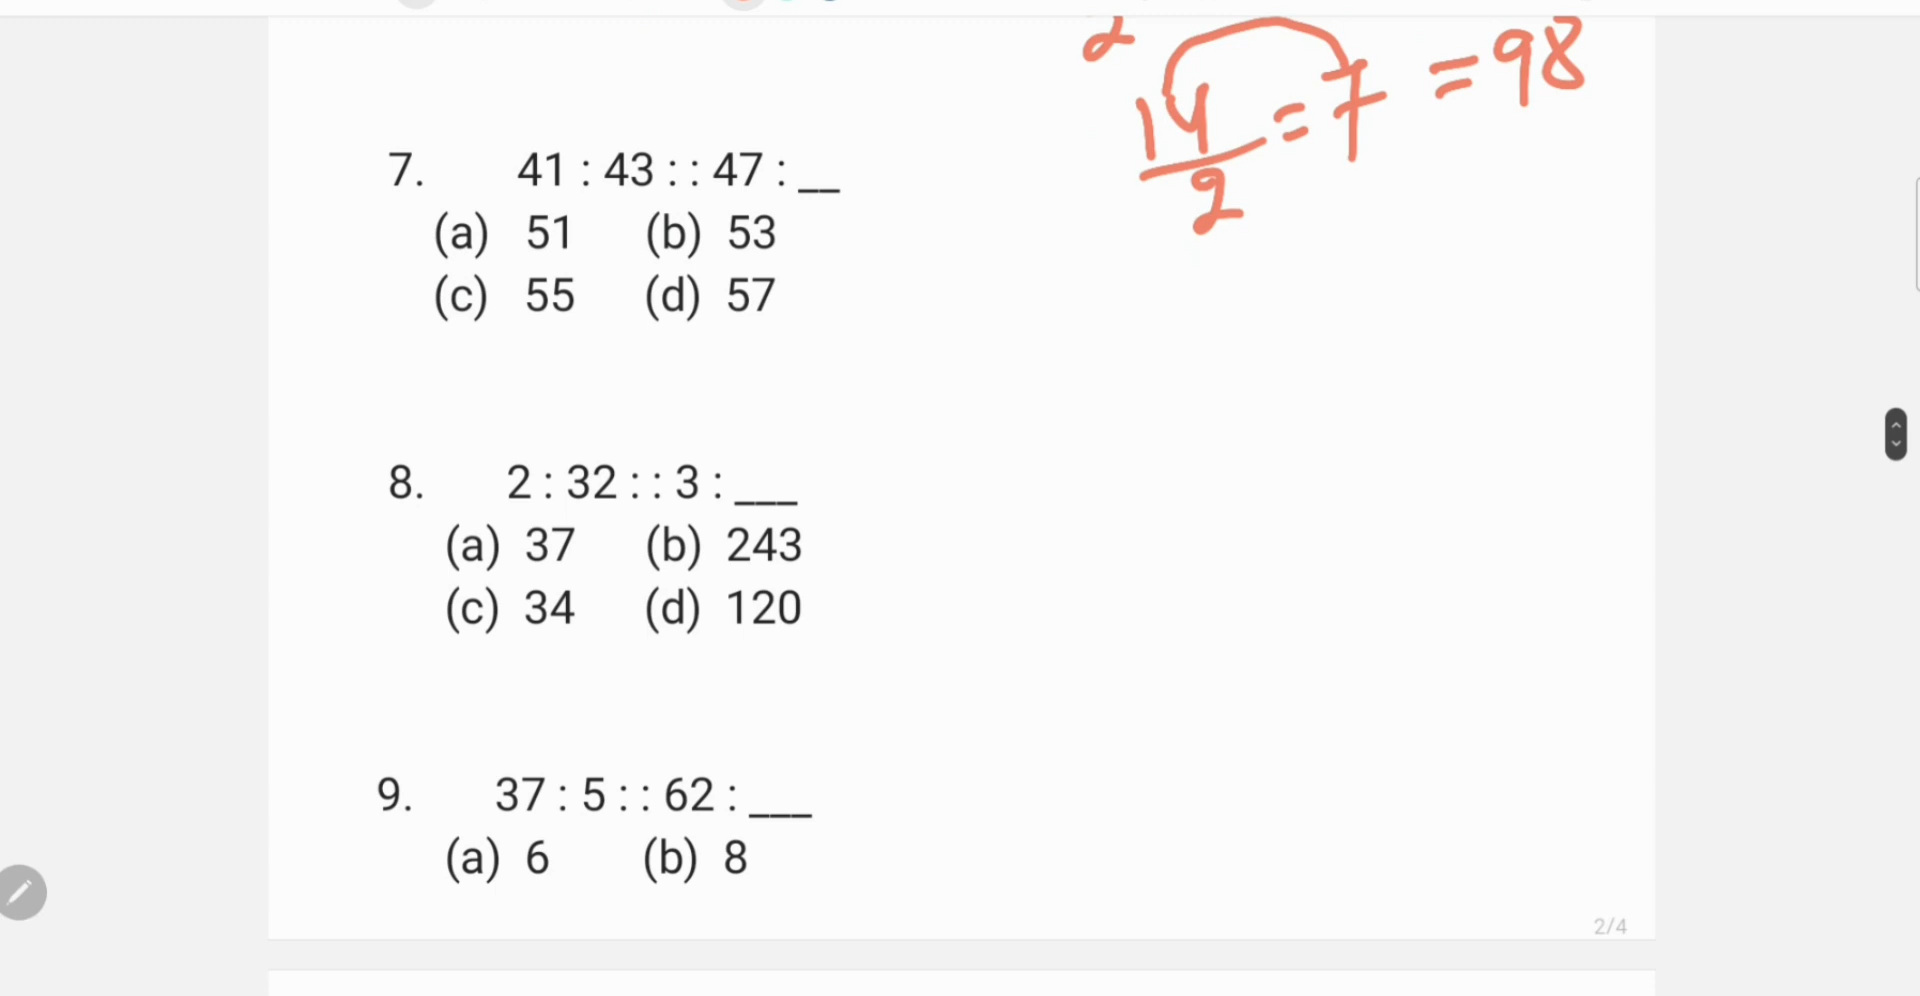 2
14/2 = 7 = 98
7. 41 : 43 : : 47 : __
(a) 51 (b) 53
(c) 55 (d) 57
8. 2 : 32 : : 3 : ___
(a) 37 (b) 243
(c) 34 (d) 120
9. 37 : 5 : : 62 : ___
(a) 6 (b) 8
2/4